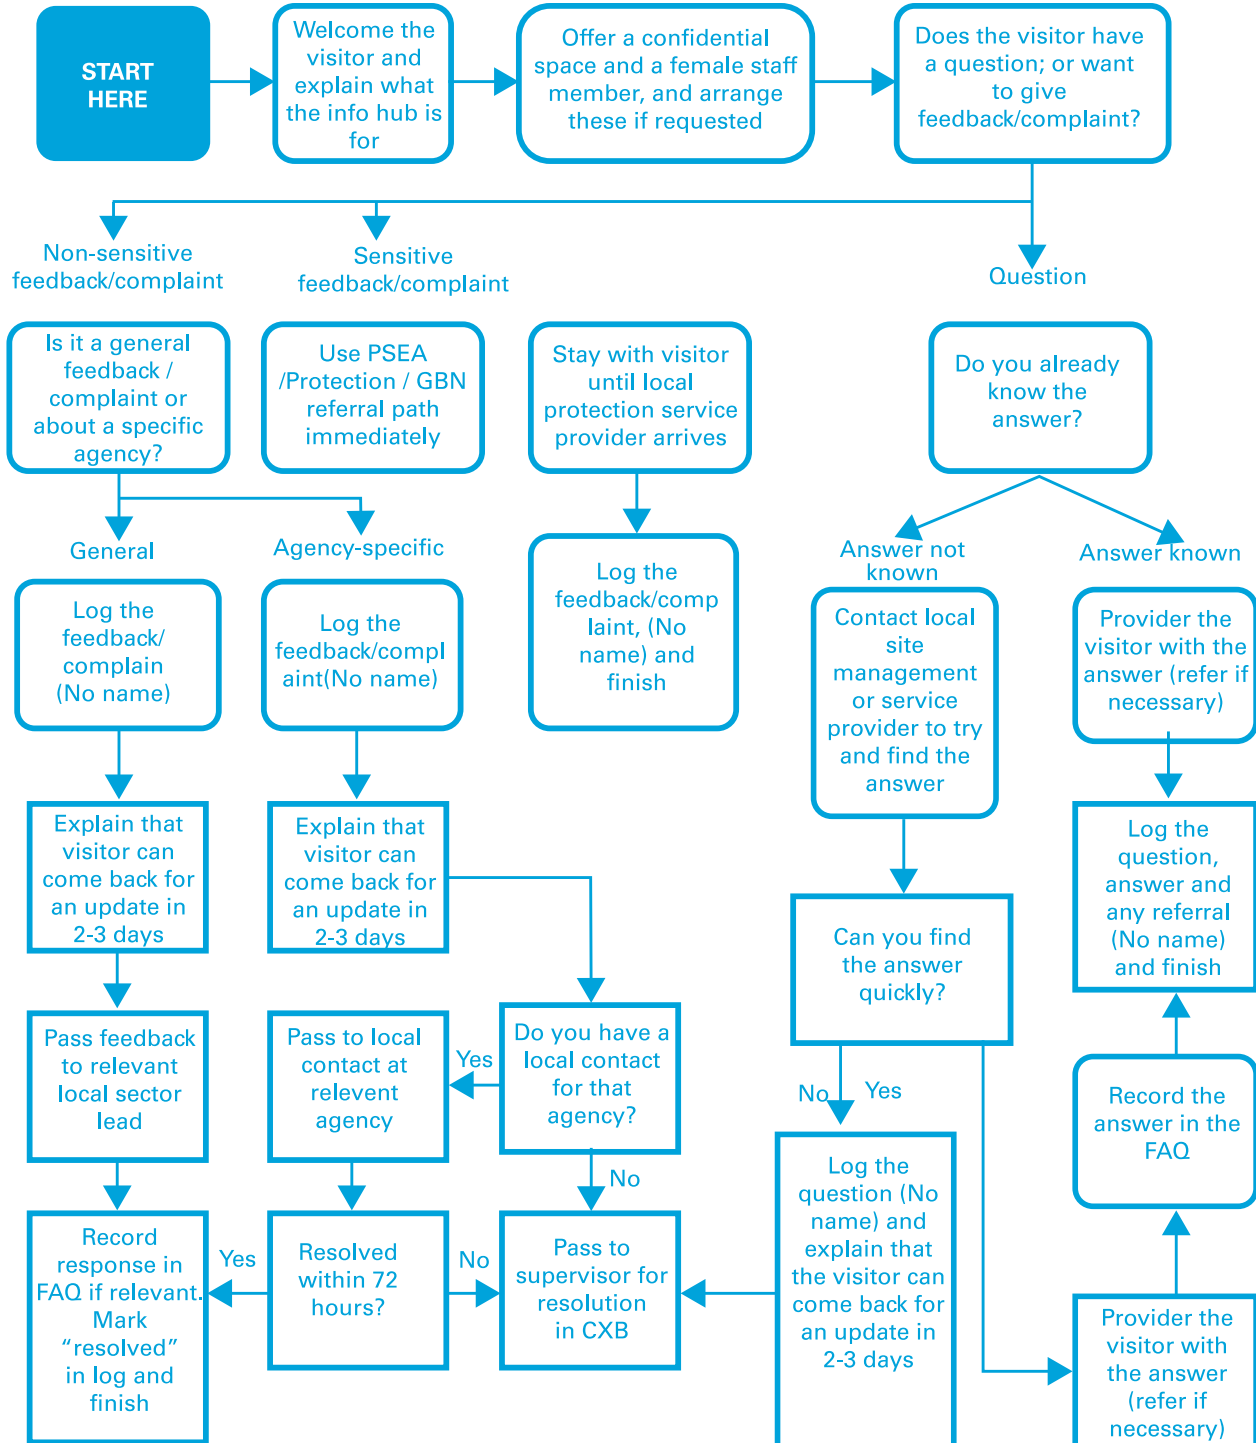 START
HERE
Welcome the
visitor and
explain what
the info hub is
for
Offer a confidential
space and a female staff
member, and arrange
these if requested
Does the visitor have
a question; or want
to give
feedback/complaint?
Non-sensitive
feedback/complaint
Sensitive
feedback/complaint
Question
Is it a general
feedback /
complaint or
about a specific
agency?
Use PSEA
/Protection / GBN
referral path
immediately
Stay with visitor
until local
protection service
provider arrives
Do you already
know the
answer?
General
Agency-specific
Answer not
known
Answer known
Log the
feedback/
complain
(No name)
Log the
feedback/compl
aint(No name)
Log the
feedback/comp
laint, (No
name) and
finish
Contact local
site
management
or service
provider to try
and find the
answer
Provider the
visitor with the
answer (refer if
necessary)
Explain that
visitor can
come back for
an update in
2-3 days
Explain that
visitor can
come back for
an update in
2-3 days
Can you find
the answer
quickly?
Log the
question,
answer and
any referral
(No name)
and finish
Pass feedback
to relevant
local sector
lead
Pass to local
contact at
relevent
agency
Yes
Do you have a
local contact
for that
agency?
No
Yes
Record the
answer in the
FAQ
No
Record
response in
FAQ if relevant.
Mark
“resolved”
in log and
finish
Yes
Resolved
within 72
hours?
No
Pass to
supervisor for
resolution
in CXB
Log the
question (No
name) and
explain that
the visitor can
come back for
an update in
2-3 days
Provider the
visitor with
the answer
(refer if
necessary)